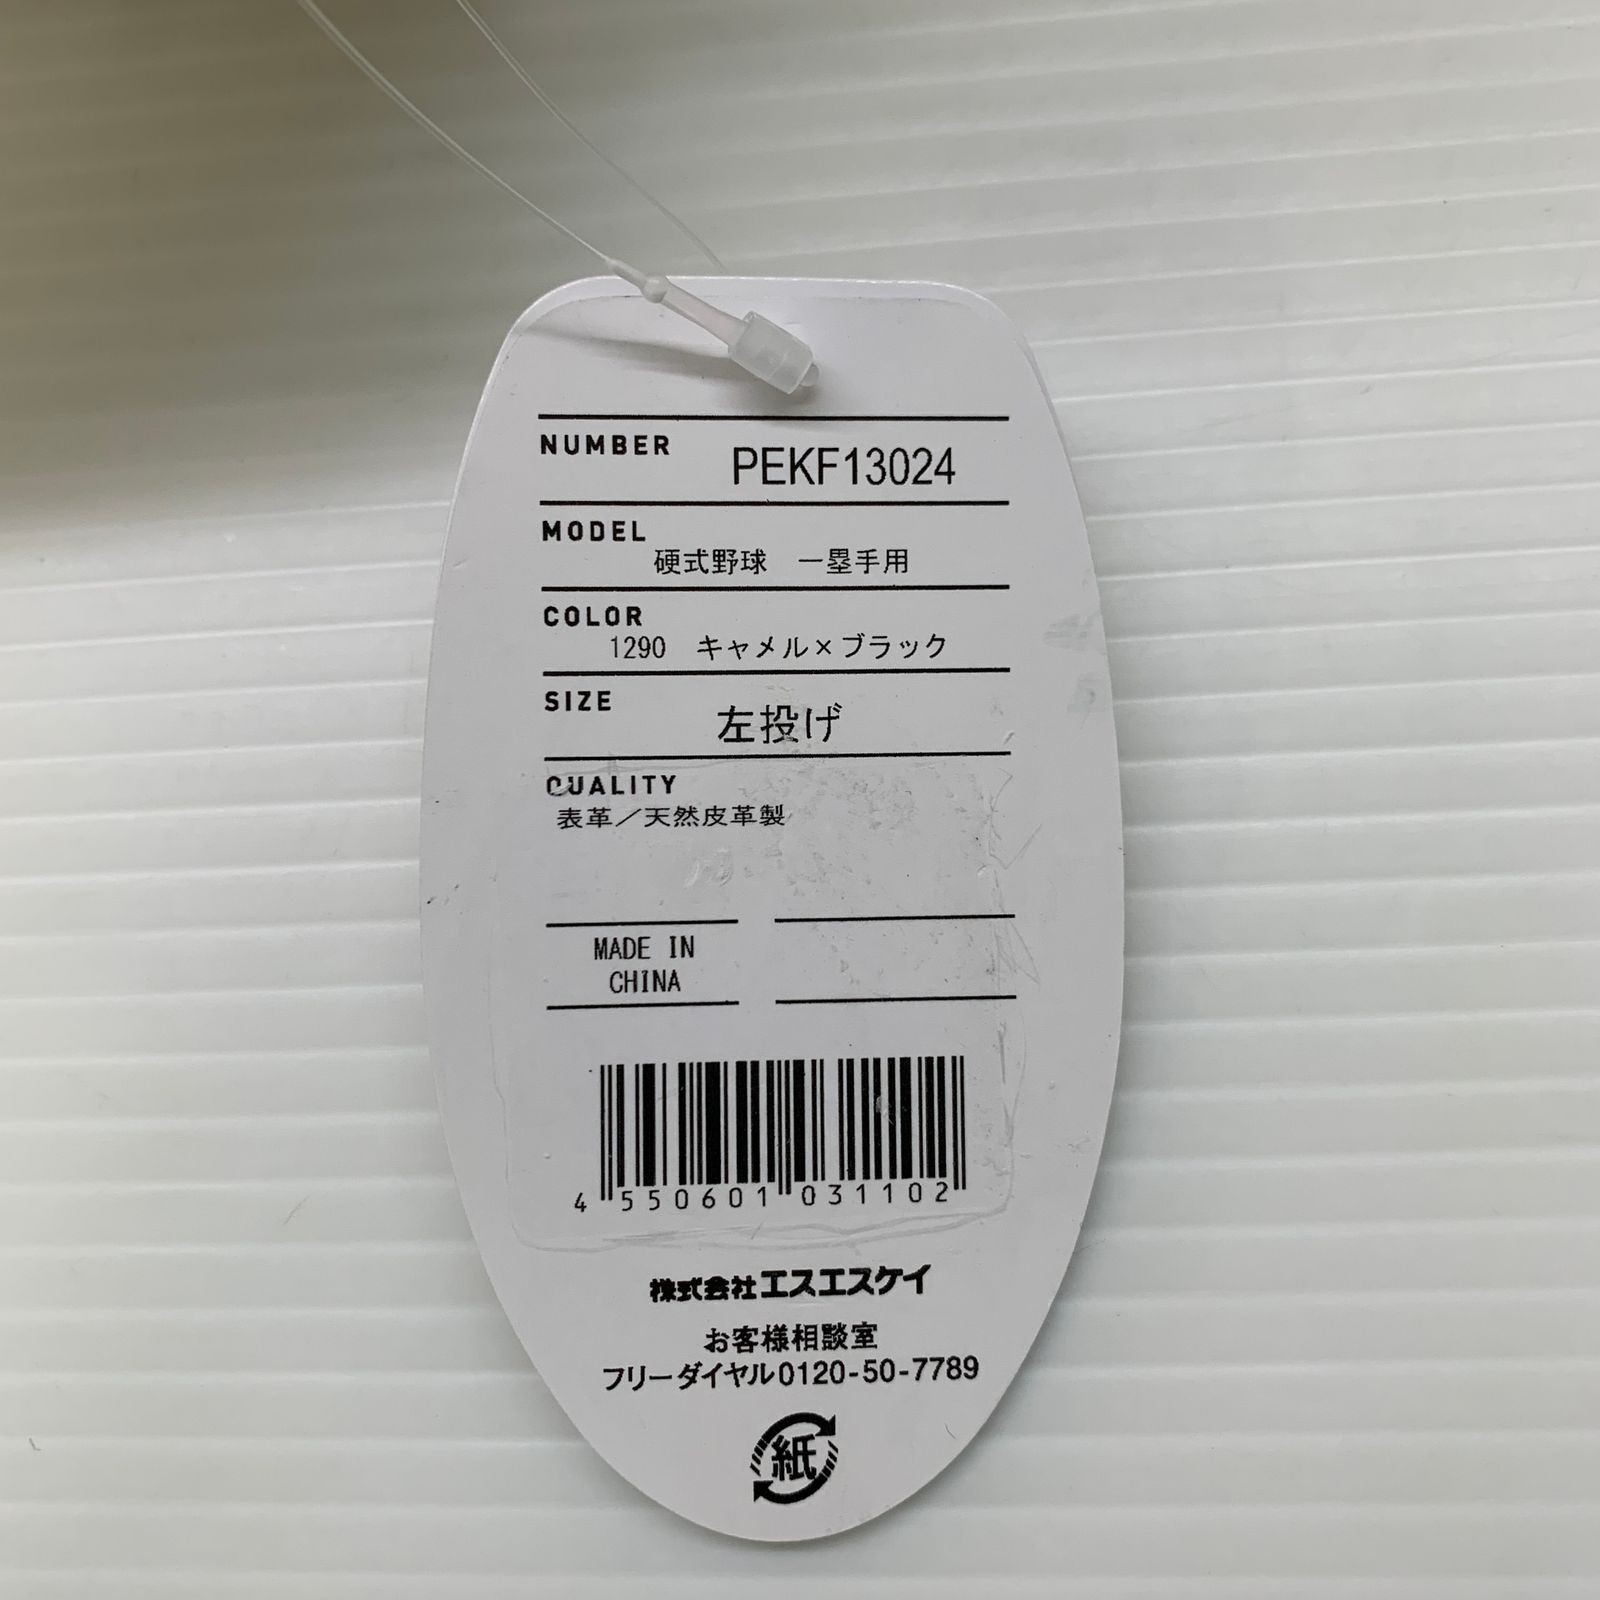 NUMBER
PEKF13024
MODEL
硬式野球　一塁手用
COLOR
1290　キャメル×ブラック
SIZE
左投げ
QUALITY
表革／天然皮革製
MADE IN
CHINA
4 550601 031102
株式会社エスエスケイ
お客様相談室
フリーダイヤル0120-50-7789
紙